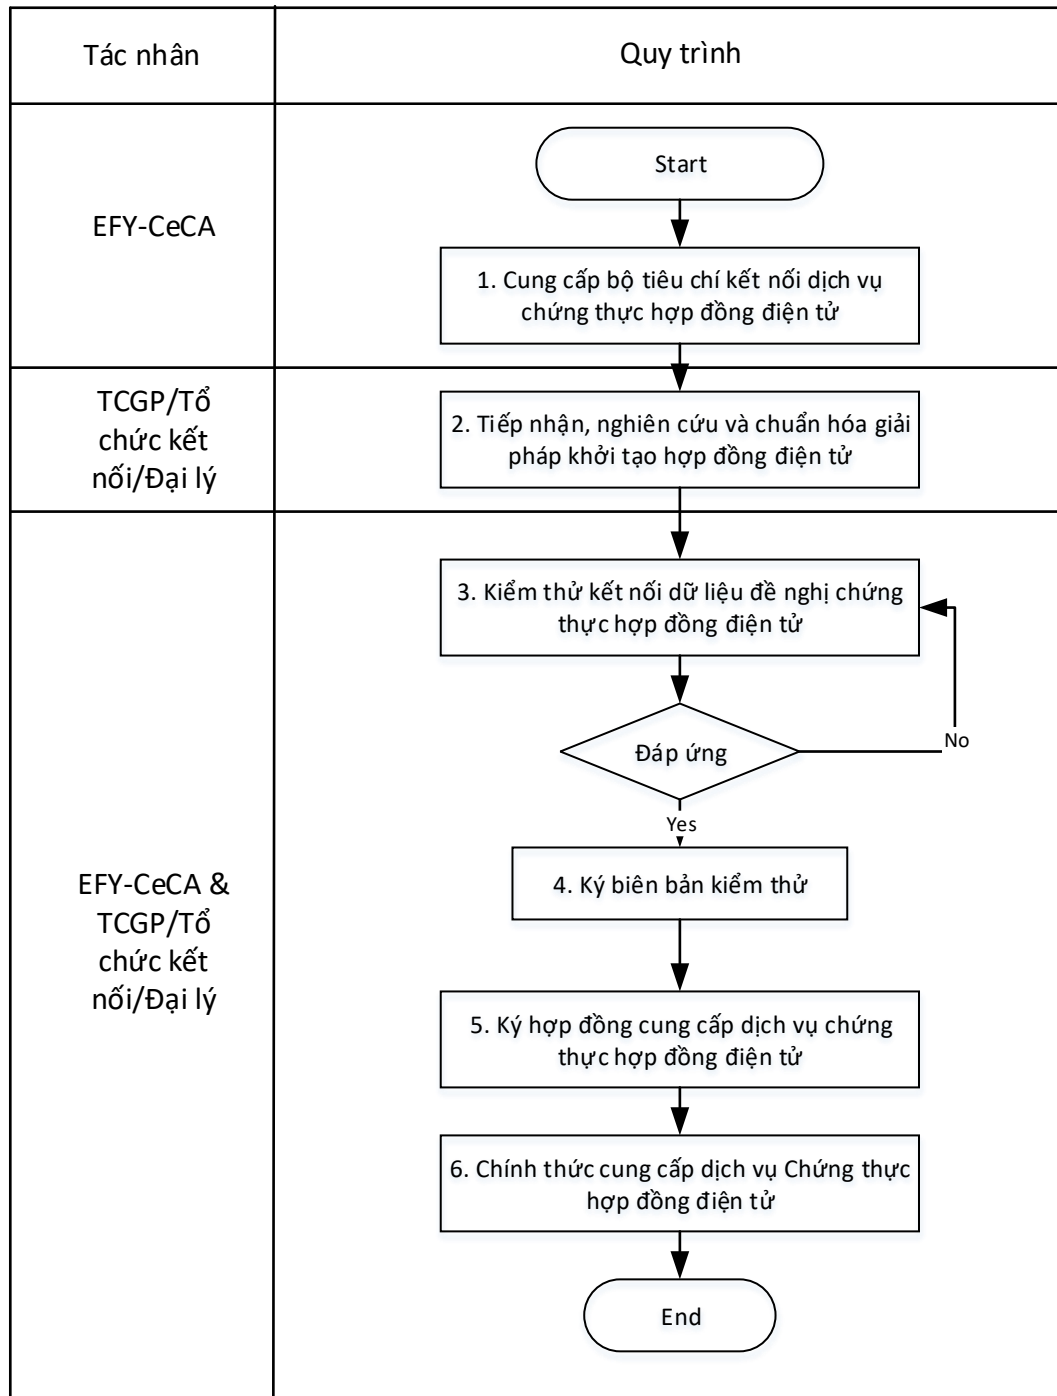 Tác nhân
Quy trình
EFY-CeCA
Start
1. Cung cấp bộ tiêu chí kết nối dịch vụ
chứng thực hợp đồng điện tử
TCGP/Tổ
chức kết
nối/Đại lý
2. Tiếp nhận, nghiên cứu và chuẩn hóa giải
pháp khởi tạo hợp đồng điện tử
EFY-CeCA &
TCGP/Tổ
chức kết
nối/Đại lý
3. Kiểm thử kết nối dữ liệu đề nghị chứng
thực hợp đồng điện tử
Đáp ứng
No
Yes
4. Ký biên bản kiểm thử
5. Ký hợp đồng cung cấp dịch vụ chứng
thực hợp đồng điện tử
6. Chính thức cung cấp dịch vụ Chứng thực
hợp đồng điện tử
End